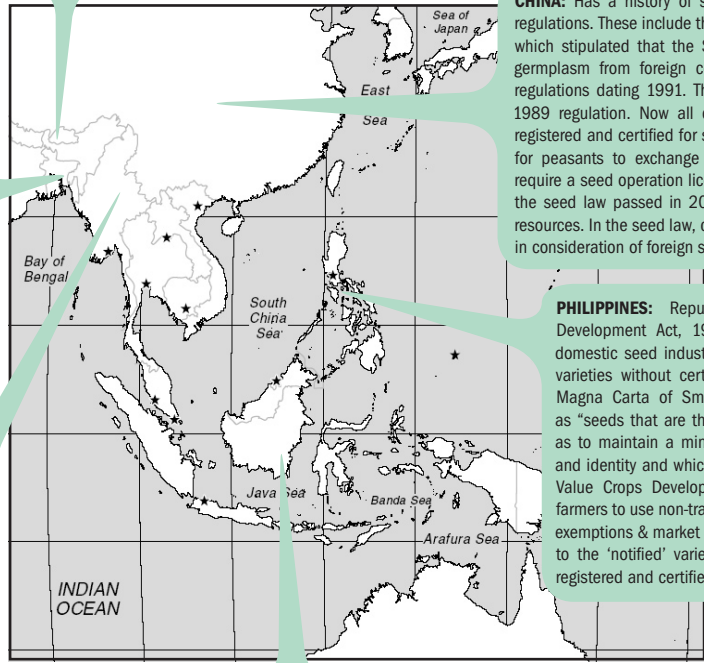 CHINA: Has a history of s
regulations. These include th
which stipulated that the S
germplasm from foreign c
regulations dating 1991. Th
1989 regulation. Now all c
registered and certified for s
for peasants to exchange
require a seed operation lic
the seed law passed in 20
resources. In the seed law, c
in consideration of foreign s
Sea of
Japan
East
Sea
Bay of
Bengal
South
China
Sea
PHILIPPINES: Repu
Development Act, 19
domestic seed indust
varieties without cert
Magna Carta of Sm
as “seeds that are th
as to maintain a min
and identity and whic
Value Crops Develop
farmers to use non-tra
exemptions & market
to the ‘notified’ varie
registered and certifie
Java Sea
Banda Sea
Arafura Sea
INDIAN
OCEAN